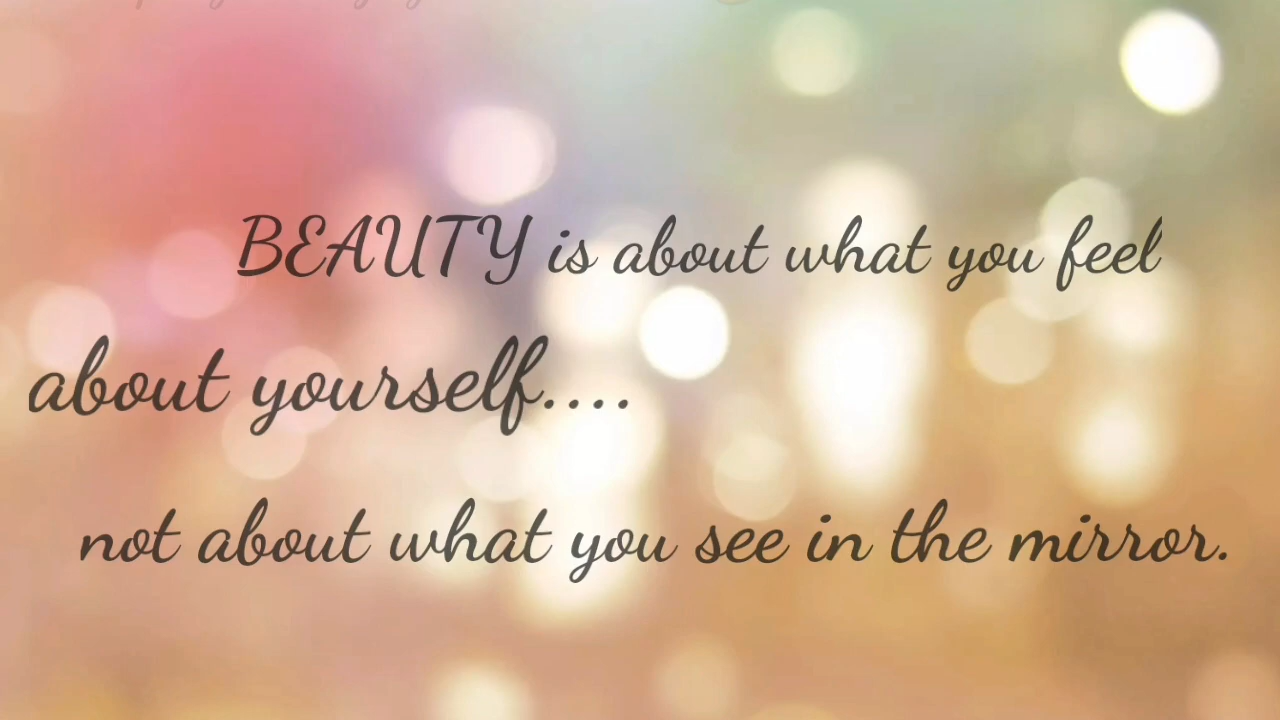 BEAUTY is about what you feel
about yourself....
not about what you see in the mirror.